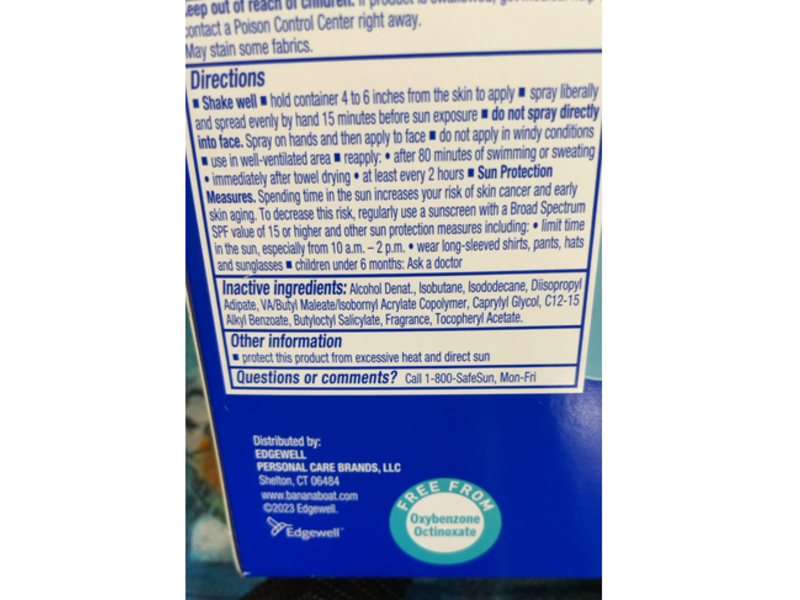 keep out of reach of children. If product is swallowed, get medical help
contact a Poison Control Center right away.
May stain some fabrics.
Directions
■ Shake well ■ hold container 4 to 6 inches from the skin to apply ■ spray liberally
and spread evenly by hand 15 minutes before sun exposure ■ do not spray directly
into face. Spray on hands and then apply to face ■ do not apply in windy conditions
■ use in well-ventilated area ■ reapply: • after 80 minutes of swimming or sweating
• immediately after towel drying • at least every 2 hours ■ Sun Protection
Measures. Spending time in the sun increases your risk of skin cancer and early
skin aging. To decrease this risk, regularly use a sunscreen with a Broad Spectrum
SPF value of 15 or higher and other sun protection measures including: • limit time
in the sun, especially from 10 a.m. – 2 p.m. • wear long-sleeved shirts, pants, hats
and sunglasses ■ children under 6 months: Ask a doctor
Inactive ingredients: Alcohol Denat., Isobutane, Isododecane, Diisopropyl
Adipate, VA/Butyl Maleate/Isobornyl Acrylate Copolymer, Caprylyl Glycol, C12-15
Alkyl Benzoate, Butyloctyl Salicylate, Fragrance, Tocopheryl Acetate.
Other information
■ protect this product from excessive heat and direct sun
Questions or comments? Call 1-800-SafeSun, Mon-Fri
Distributed by:
EDGEWELL
PERSONAL CARE BRANDS, LLC
Shelton, CT 06484
www.bananaboat.com
©2023 Edgewell.
Edgewell™
FREE FROM
Oxybenzone
Octinoxate